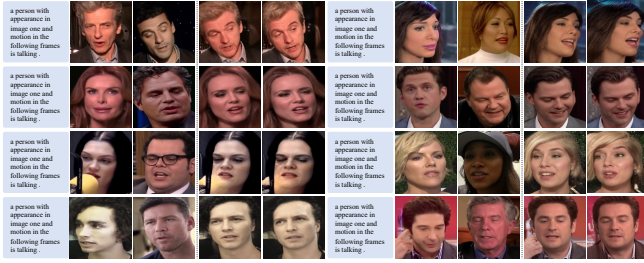 a person with
appearance in
image one and
motion in the
following frames
is talking .
a person with
appearance in
image one and
motion in the
following frames
is talking .
a person with
appearance in
image one and
motion in the
following frames
is talking .
a person with
appearance in
image one and
motion in the
following frames
is talking .
a person with
appearance in
image one and
motion in the
following frames
is talking .
a person with
appearance in
image one and
motion in the
following frames
is talking .
a person with
appearance in
image one and
motion in the
following frames
is talking .
a person with
appearance in
image one and
motion in the
following frames
is talking .